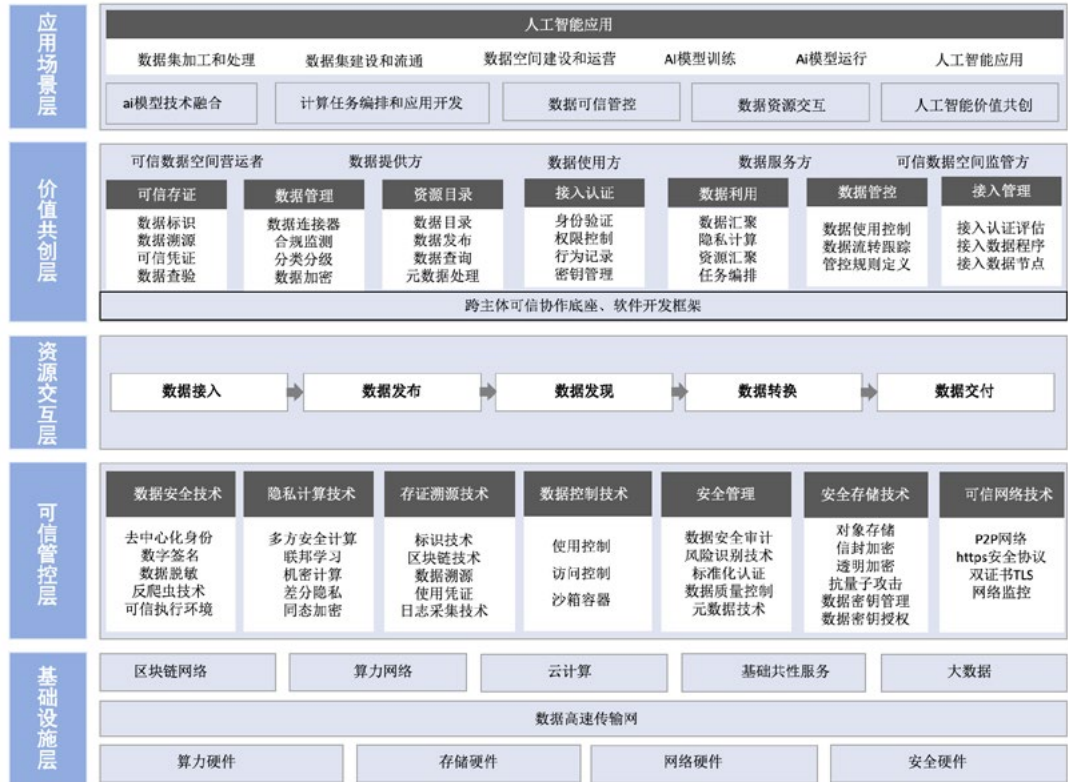 应用场景层
人工智能应用
数据集加工和处理 数据集建设和流通 数据空间建设和运营 AI模型训练 Ai模型运行 人工智能应用
ai模型技术融合 计算任务编排和应用开发 数据可信管控 数据资源交互 人工智能价值共创
价值共创层
可信数据空间营运者 数据提供方 数据使用方 数据服务方 可信数据空间监管方
可信存证
数据标识
数据溯源
可信凭证
数据查验
数据管理
数据连接器
合规监测
分类分级
数据加密
资源目录
数据目录
数据发布
数据查询
元数据处理
接入认证
身份验证
权限控制
行为记录
密钥管理
数据利用
数据汇聚
隐私计算
资源汇聚
任务编排
数据管控
数据使用控制
数据流转跟踪
管控规则定义
接入管理
接入认证评估
接入数据程序
接入数据节点
跨主体可信协作底座、软件开发框架
资源交互层
数据接入 数据发布 数据发现 数据转换 数据交付
可信管控层
数据安全技术
去中心化身份
数字签名
数据脱敏
反爬虫技术
可信执行环境
隐私计算技术
多方安全计算
联邦学习
机密计算
差分隐私
同态加密
存证溯源技术
标识技术
区块链技术
数据溯源
使用凭证
日志采集技术
数据控制技术
使用控制
访问控制
沙箱容器
安全管理
数据安全审计
风险识别技术
标准化认证
数据质量控制
元数据技术
安全存储技术
对象存储
信封加密
透明加密
抗量子攻击
数据密钥管理
数据密钥授权
可信网络技术
P2P网络
https安全协议
双证书TLS
网络监控
基础设施层
区块链网络 算力网络 云计算 基础共性服务 大数据
数据高速传输网
算力硬件 存储硬件 网络硬件 安全硬件